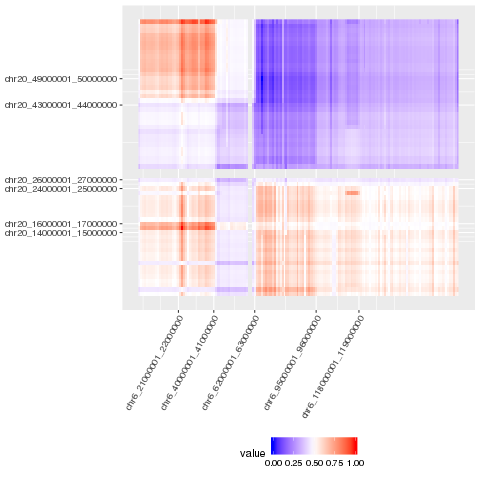 chr20_49000001_50000000
chr20_43000001_44000000
chr20_26000001_27000000
chr20_24000001_25000000
chr20_16000001_17000000
chr20_14000001_15000000
chr6_21000001_22000000
chr6_40000001_41000000
chr6_62000001_63000000
chr6_95000001_96000000
chr6_118000001_119000000
value
0.00 0.25 0.50 0.75 1.00